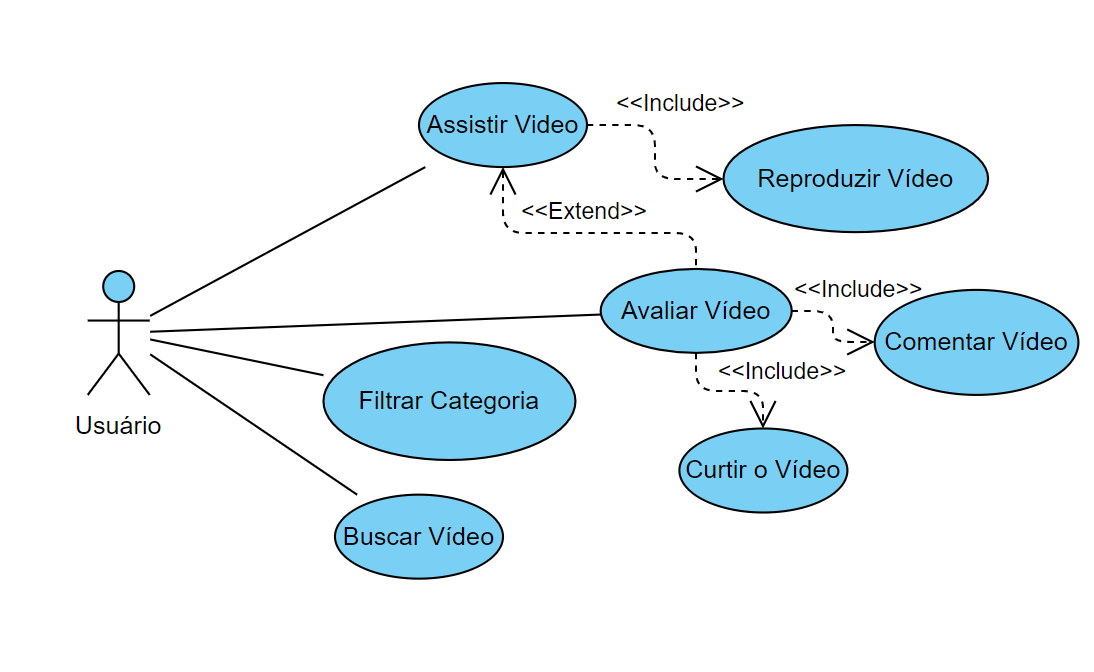 <<Include>>
Assistir Video
Reproduzir Vídeo
<<Extend>>
<<Include>>
Avaliar Vídeo
Comentar Vídeo
<<Include>>
Filtrar Categoria
Usuário
Curtir o Vídeo
Buscar Vídeo